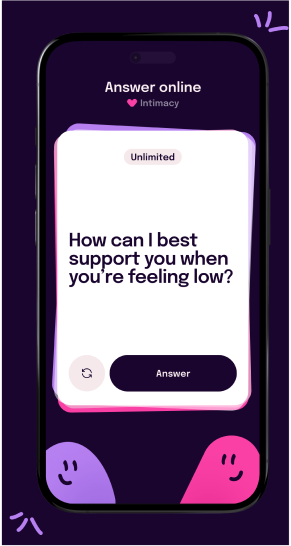 Answer online
Intimacy
Unlimited
How can I best
support you when
you're feeling low?
Answer